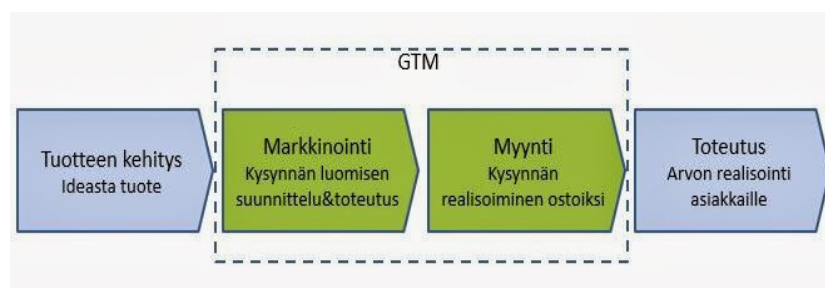 GTM
Tuotteen kehitys
Ideasta tuote
Markkinointi
Kysynnän luomisen
suunnittelu&toteutus
Myynti
Kysynnän
realisoiminen ostoiksi
Toteutus
Arvon realisointi
asiakkaille